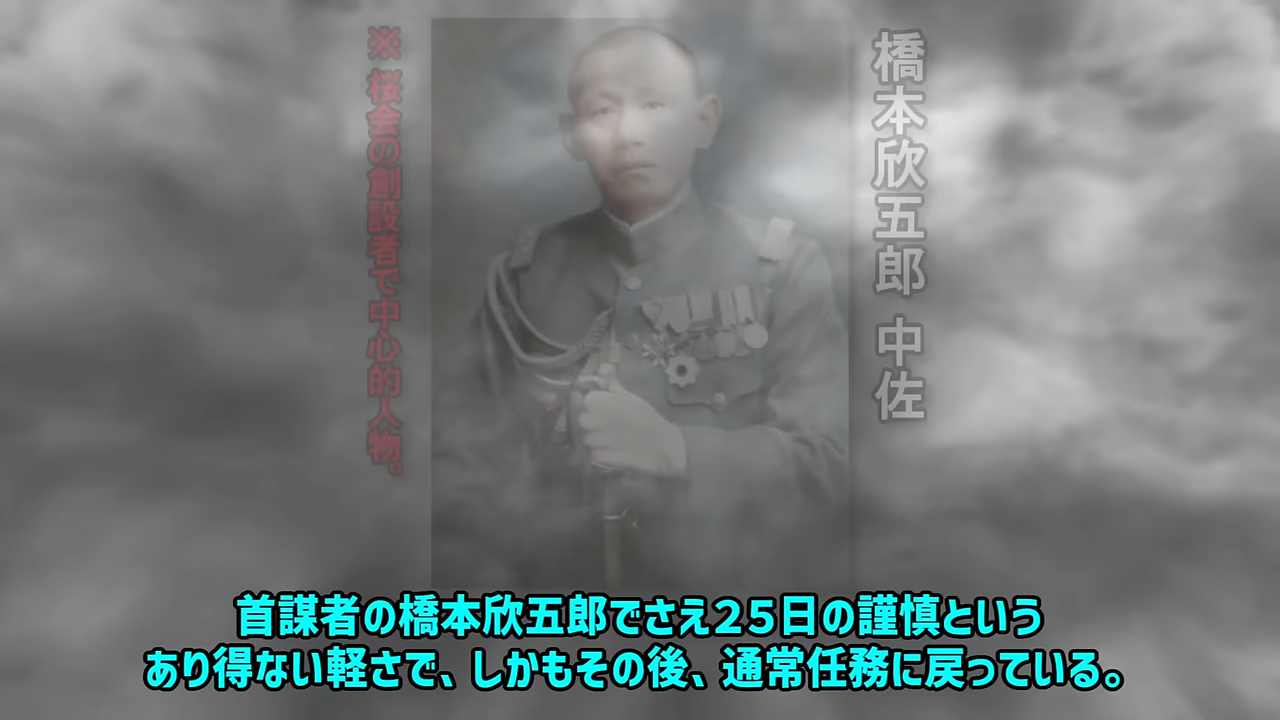 橋本欣五郎 中佐
※ 桜会の創設者で中心的人物。
首謀者の橋本欣五郎でさえ２５日の謹慎という
あり得ない軽さで、しかもその後、通常任務に戻っている。